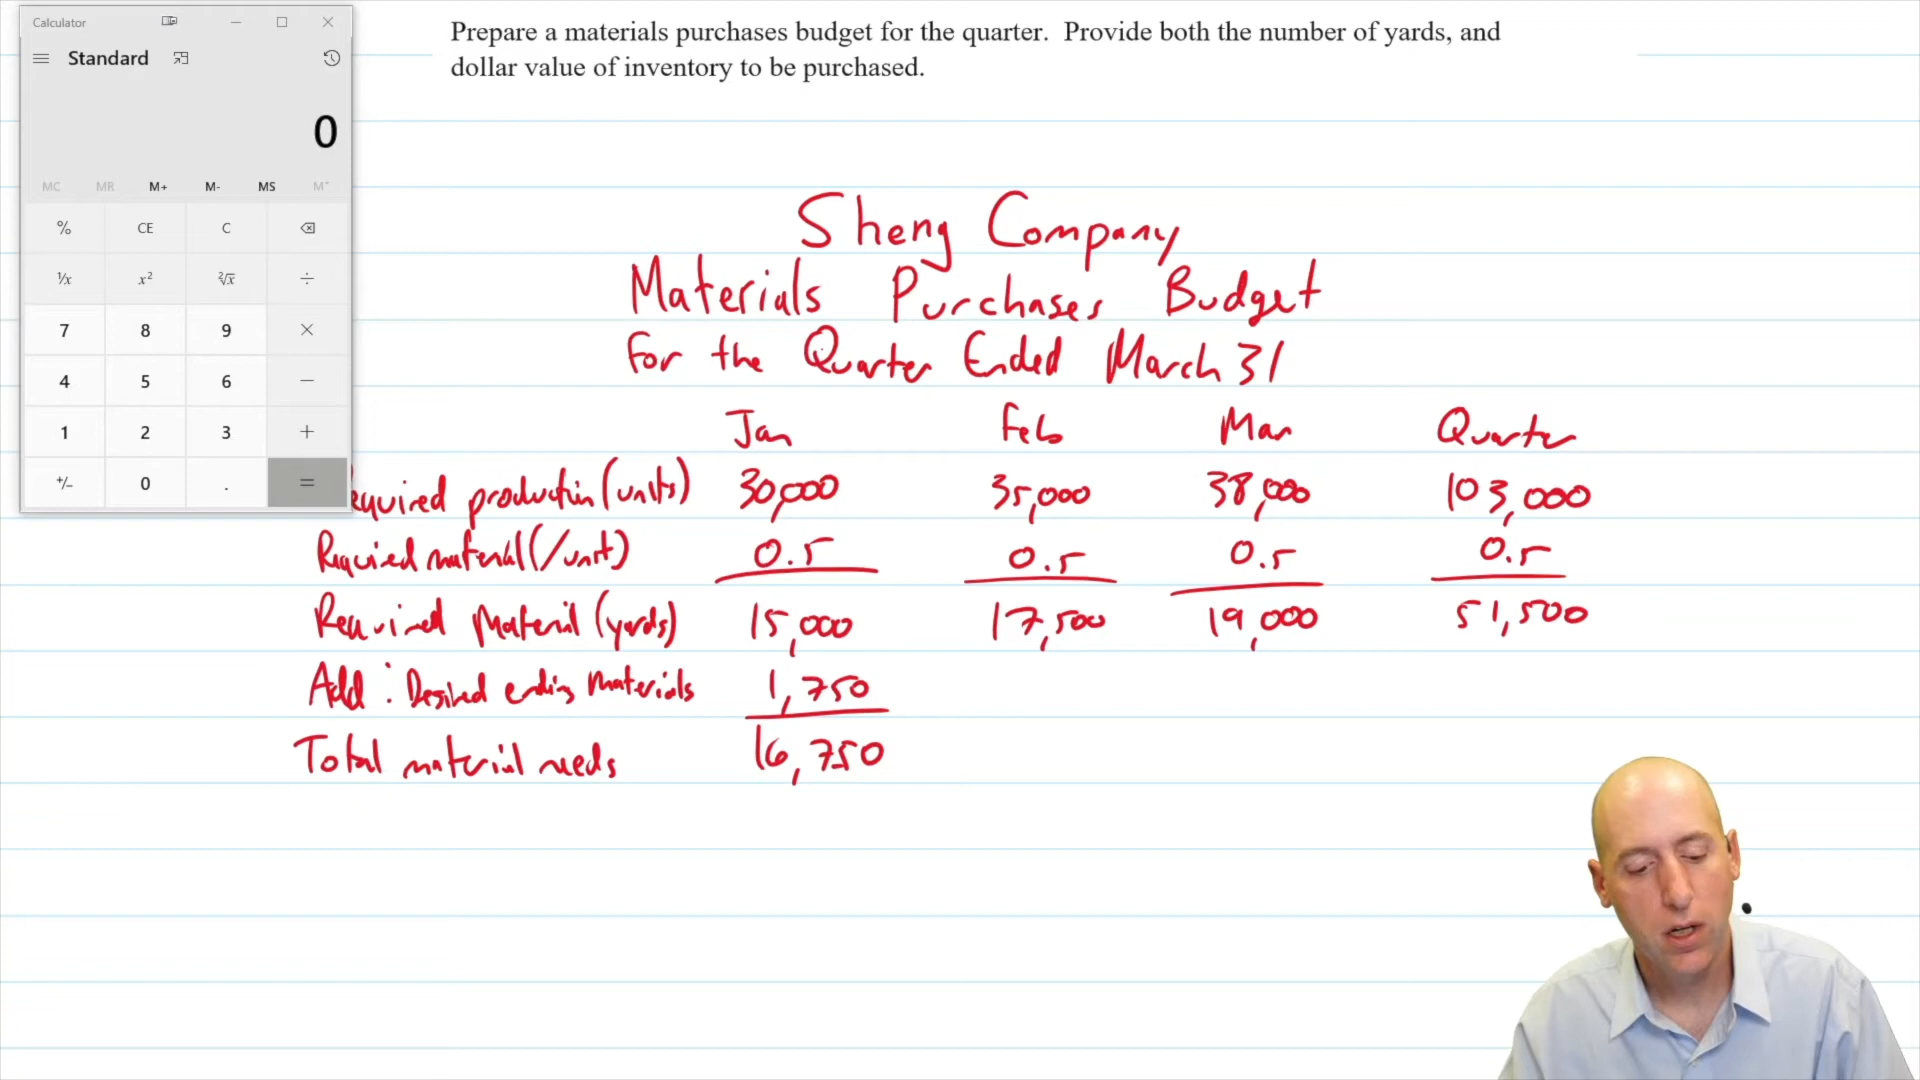 Calculator
Standard
0
MC MR M+ M- MS M˅
% CE C
¹/x x² ²√x ÷
7 8 9 ×
4 5 6 −
1 2 3 +
+/− 0 . =
Prepare a materials purchases budget for the quarter. Provide both the number of yards, and
dollar value of inventory to be purchased.
Sheng Company
Materials Purchases Budget
For the Quarter Ended March 31
Jan Feb Mar Quarter
equired production (units) 30,000 35,000 38,000 103,000
Required material (/unit) 0.5 0.5 0.5 0.5
Required Material (yards) 15,000 17,500 19,000 51,500
Add: Desired ending materials 1,750
Total material needs 16,750